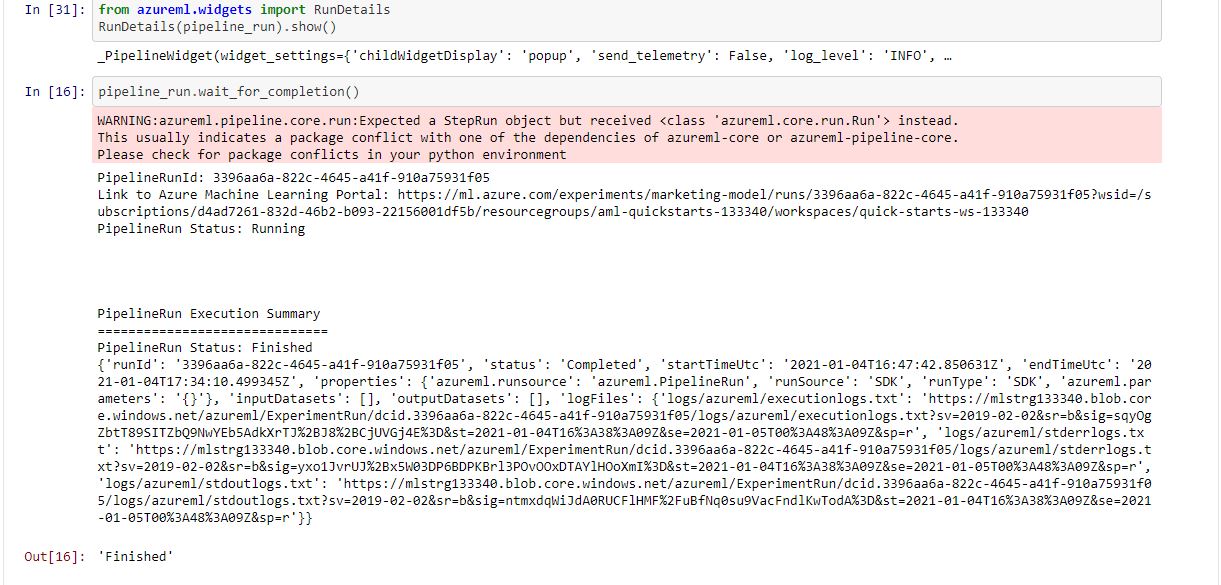 In [31]: from azureml.widgets import RunDetails
RunDetails(pipeline_run).show()
_PipelineWidget(widget_settings={'childWidgetDisplay': 'popup', 'send_telemetry': False, 'log_level': 'INFO', …
In [16]: pipeline_run.wait_for_completion()
WARNING:azureml.pipeline.core.run:Expected a StepRun object but received <class 'azureml.core.run.Run'> instead.
This usually indicates a package conflict with one of the dependencies of azureml-core or azureml-pipeline-core.
Please check for package conflicts in your python environment
PipelineRunId: 3396aa6a-822c-4645-a41f-910a75931f05
Link to Azure Machine Learning Portal: https://ml.azure.com/experiments/marketing-model/runs/3396aa6a-822c-4645-a41f-910a75931f05?wsid=/s
ubscriptions/d4ad7261-832d-46b2-b093-22156001df5b/resourcegroups/aml-quickstarts-133340/workspaces/quick-starts-ws-133340
PipelineRun Status: Running
PipelineRun Execution Summary
==============================
PipelineRun Status: Finished
{'runId': '3396aa6a-822c-4645-a41f-910a75931f05', 'status': 'Completed', 'startTimeUtc': '2021-01-04T16:47:42.850631Z', 'endTimeUtc': '20
21-01-04T17:34:10.499345Z', 'properties': {'azureml.runsource': 'azureml.PipelineRun', 'runSource': 'SDK', 'runType': 'SDK', 'azureml.par
ameters': '{}'}, 'inputDatasets': [], 'outputDatasets': [], 'logFiles': {'logs/azureml/executionlogs.txt': 'https://mlstrg133340.blob.cor
e.windows.net/azureml/ExperimentRun/dcid.3396aa6a-822c-4645-a41f-910a75931f05/logs/azureml/executionlogs.txt?sv=2019-02-02&sr=b&sig=sqyOg
ZbtT89SITZbQ9NwYEb5AdkXrTJ%2BJ8%2BCjUVGj4E%3D&st=2021-01-04T16%3A38%3A09Z&se=2021-01-05T00%3A48%3A09Z&sp=r', 'logs/azureml/stderrlogs.tx
t': 'https://mlstrg133340.blob.core.windows.net/azureml/ExperimentRun/dcid.3396aa6a-822c-4645-a41f-910a75931f05/logs/azureml/stderrlogs.t
xt?sv=2019-02-02&sr=b&sig=yxo1JvrUJ%2Bx5W03DP6BDPKBrl3POvOOxDTAYlHOoXmI%3D&st=2021-01-04T16%3A38%3A09Z&se=2021-01-05T00%3A48%3A09Z&sp=r',
'logs/azureml/stdoutlogs.txt': 'https://mlstrg133340.blob.core.windows.net/azureml/ExperimentRun/dcid.3396aa6a-822c-4645-a41f-910a75931f0
5/logs/azureml/stdoutlogs.txt?sv=2019-02-02&sr=b&sig=ntmxdqWiJdA0RUCFlHMF%2FuBfNq0su9VacFndlKwTodA%3D&st=2021-01-04T16%3A38%3A09Z&se=2021
-01-05T00%3A48%3A09Z&sp=r'}}
Out[16]: 'Finished'